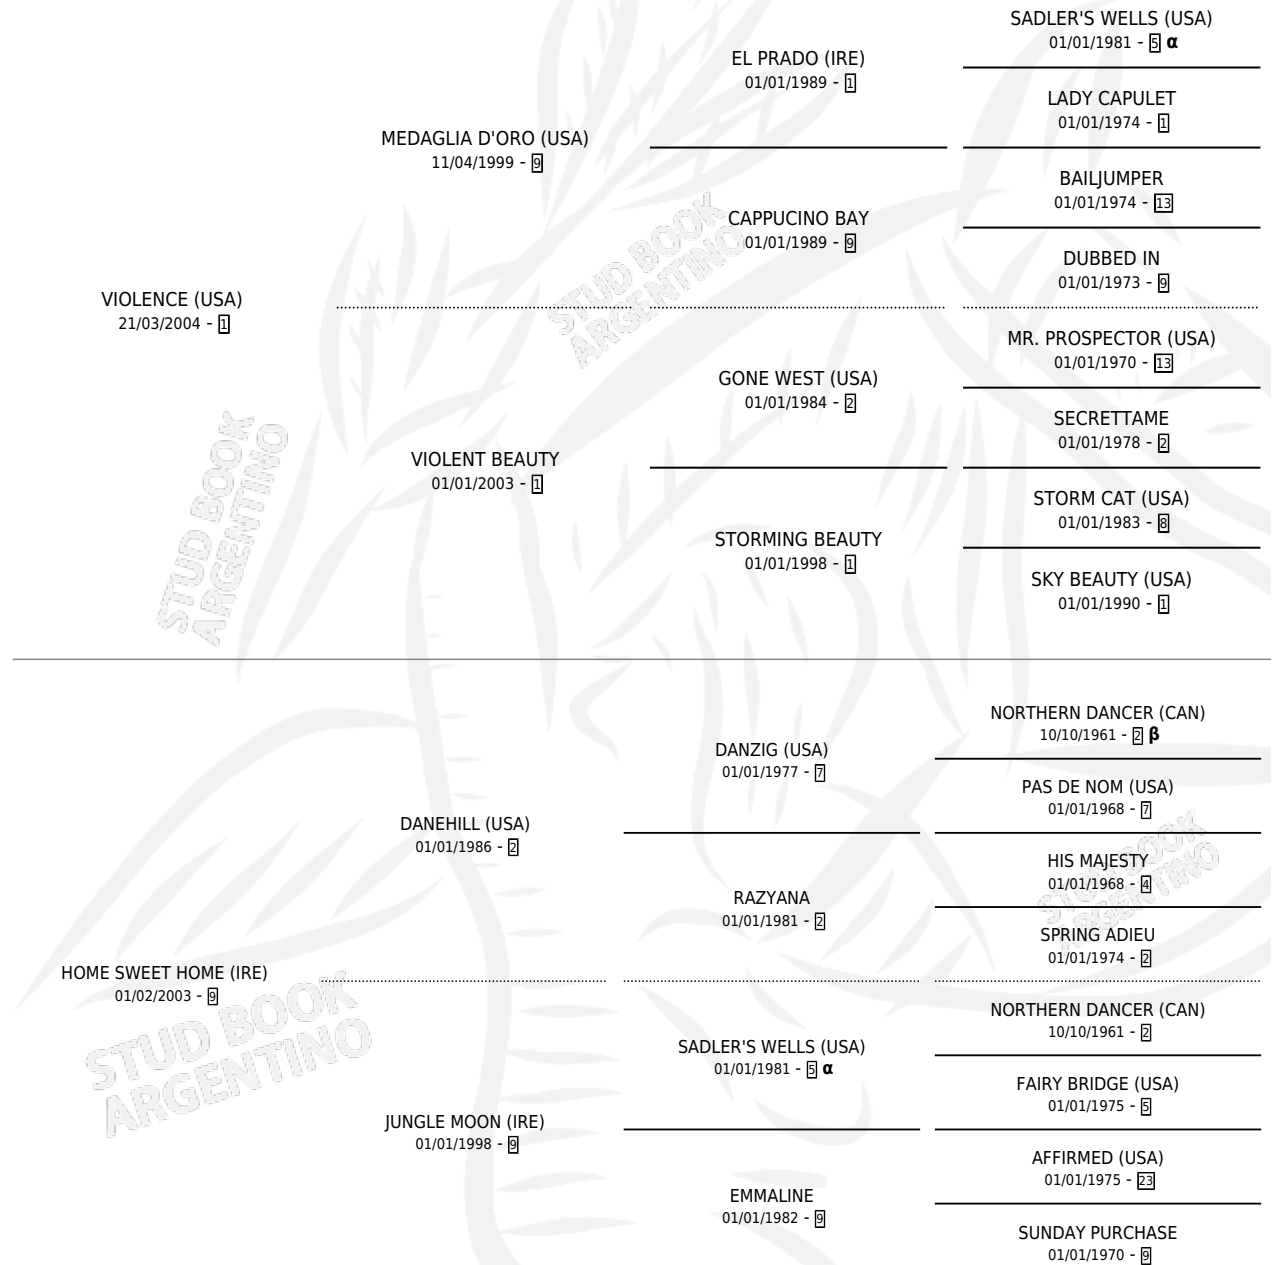 SADLER'S WELLS (USA)
01/01/1981 - 5 α
EL PRADO (IRE)
01/01/1989 - 1
LADY CAPULET
01/01/1974 - 1
MEDAGLIA D'ORO (USA)
11/04/1999 - 9
BAILJUMPER
01/01/1974 - 13
CAPPUCINO BAY
01/01/1989 - 9
DUBBED IN
01/01/1973 - 9
VIOLENCE (USA)
21/03/2004 - 1
STUD BOOK
ARGENTINO
MR. PROSPECTOR (USA)
01/01/1970 - 13
GONE WEST (USA)
01/01/1984 - 2
SECRETTAME
01/01/1978 - 2
VIOLENT BEAUTY
01/01/2003 - 1
STORM CAT (USA)
01/01/1983 - 8
STORMING BEAUTY
01/01/1998 - 1
SKY BEAUTY (USA)
01/01/1990 - 1
STUD BOOK
ARGENTINO
NORTHERN DANCER (CAN)
10/10/1961 - 2 β
DANZIG (USA)
01/01/1977 - 7
PAS DE NOM (USA)
01/01/1968 - 7
DANEHILL (USA)
01/01/1986 - 2
HIS MAJESTY
01/01/1968 - 4
RAZYANA
01/01/1981 - 2
SPRING ADIEU
01/01/1974 - 2
STUD BOOK
ARGENTINO
HOME SWEET HOME (IRE)
01/02/2003 - 9
NORTHERN DANCER (CAN)
10/10/1961 - 2
SADLER'S WELLS (USA)
01/01/1981 - 5 α
FAIRY BRIDGE (USA)
01/01/1975 - 5
STUD BOOK
ARGENTINO
JUNGLE MOON (IRE)
01/01/1998 - 9
AFFIRMED (USA)
01/01/1975 - 23
EMMALINE
01/01/1982 - 9
SUNDAY PURCHASE
01/01/1970 - 9